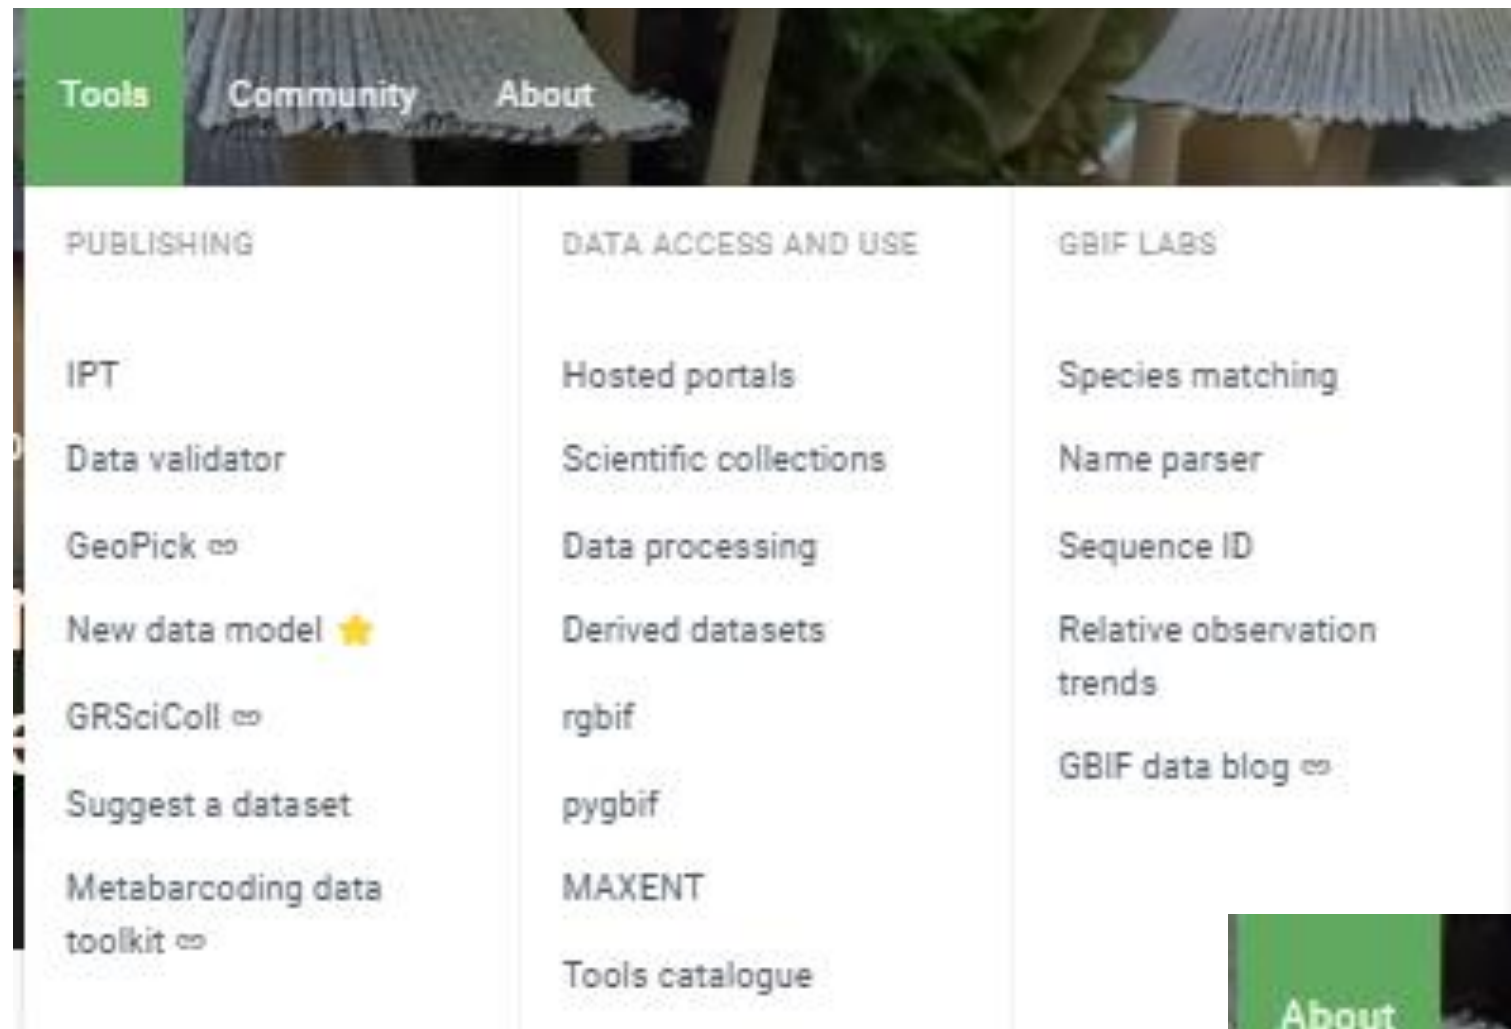 Tools Community About
PUBLISHING
IPT
Data validator
GeoPick
New data model
GRSciColl
Suggest a dataset
Metabarcoding data
toolkit
DATA ACCESS AND USE
Hosted portals
Scientific collections
Data processing
Derived datasets
rgbif
pygbif
MAXENT
Tools catalogue
GBIF LABS
Species matching
Name parser
Sequence ID
Relative observation
trends
GBIF data blog
About